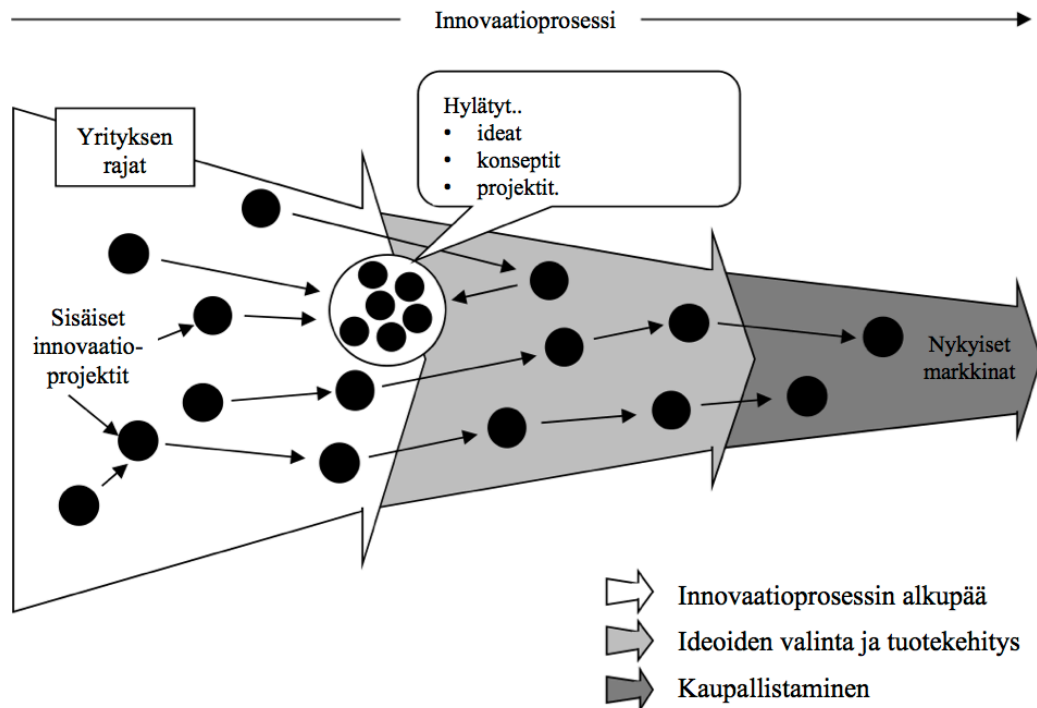 Innovaatioprosessi
Yrityksen
rajat
Hylätyt..
• ideat
• konseptit
• projektit.
Sisäiset
innovaatio-
projektit
Nykyiset
markkinat
Innovaatioprosessin alkupää
Ideoiden valinta ja tuotekehitys
Kaupallistaminen